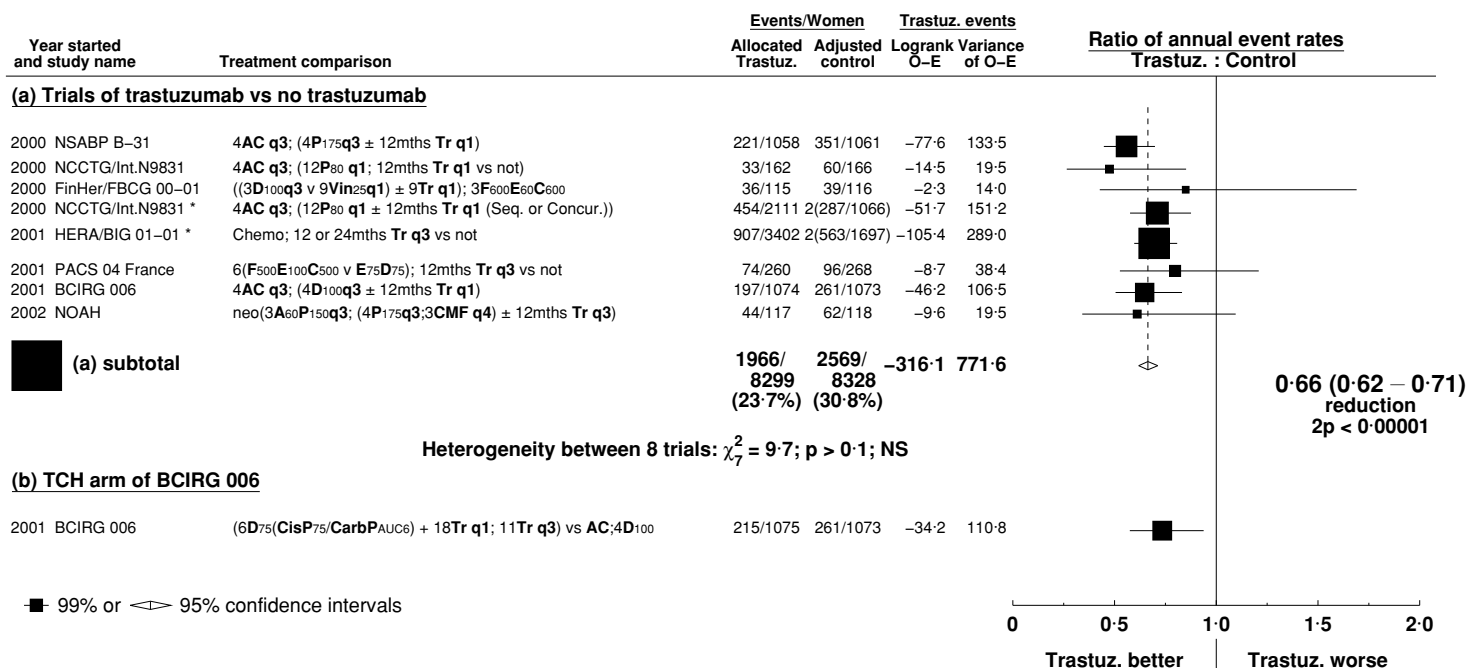 Events/Women Trastuz. events
Year started and study name Treatment comparison Allocated Trastuz. Adjusted control Logrank O−E Variance of O−E Ratio of annual event rates Trastuz. : Control
(a) Trials of trastuzumab vs no trastuzumab
2000 NSABP B−31 4AC q3; (4P175q3 ± 12mths Tr q1) 221/1058 351/1061 −77·6 133·5
2000 NCCTG/Int.N9831 4AC q3; (12P80 q1; 12mths Tr q1 vs not) 33/162 60/166 −14·5 19·5
2000 FinHer/FBCG 00−01 ((3D100q3 v 9Vin25q1) ± 9Tr q1); 3F600E60C600 36/115 39/116 −2·3 14·0
2000 NCCTG/Int.N9831 * 4AC q3; (12P80 q1 ± 12mths Tr q1 (Seq. or Concur.)) 454/2111 2(287/1066) −51·7 151·2
2001 HERA/BIG 01−01 * Chemo; 12 or 24mths Tr q3 vs not 907/3402 2(563/1697) −105·4 289·0
2001 PACS 04 France 6(F500E100C500 v E75D75); 12mths Tr q3 vs not 74/260 96/268 −8·7 38·4
2001 BCIRG 006 4AC q3; (4D100q3 ± 12mths Tr q1) 197/1074 261/1073 −46·2 106·5
2002 NOAH neo(3A60P150q3; (4P175q3;3CMF q4) ± 12mths Tr q3) 44/117 62/118 −9·6 19·5
(a) subtotal 1966/8299 (23·7%) 2569/8328 (30·8%) −316·1 771·6
0·66 (0·62 − 0·71)
reduction
2p < 0·00001
Heterogeneity between 8 trials: χ²₇ = 9·7; p > 0·1; NS
(b) TCH arm of BCIRG 006
2001 BCIRG 006 (6D75(CisP75/CarbPAUC6) + 18Tr q1; 11Tr q3) vs AC;4D100 215/1075 261/1073 −34·2 110·8
99% or 95% confidence intervals
0 0·5 1·0 1·5 2·0
Trastuz. better Trastuz. worse